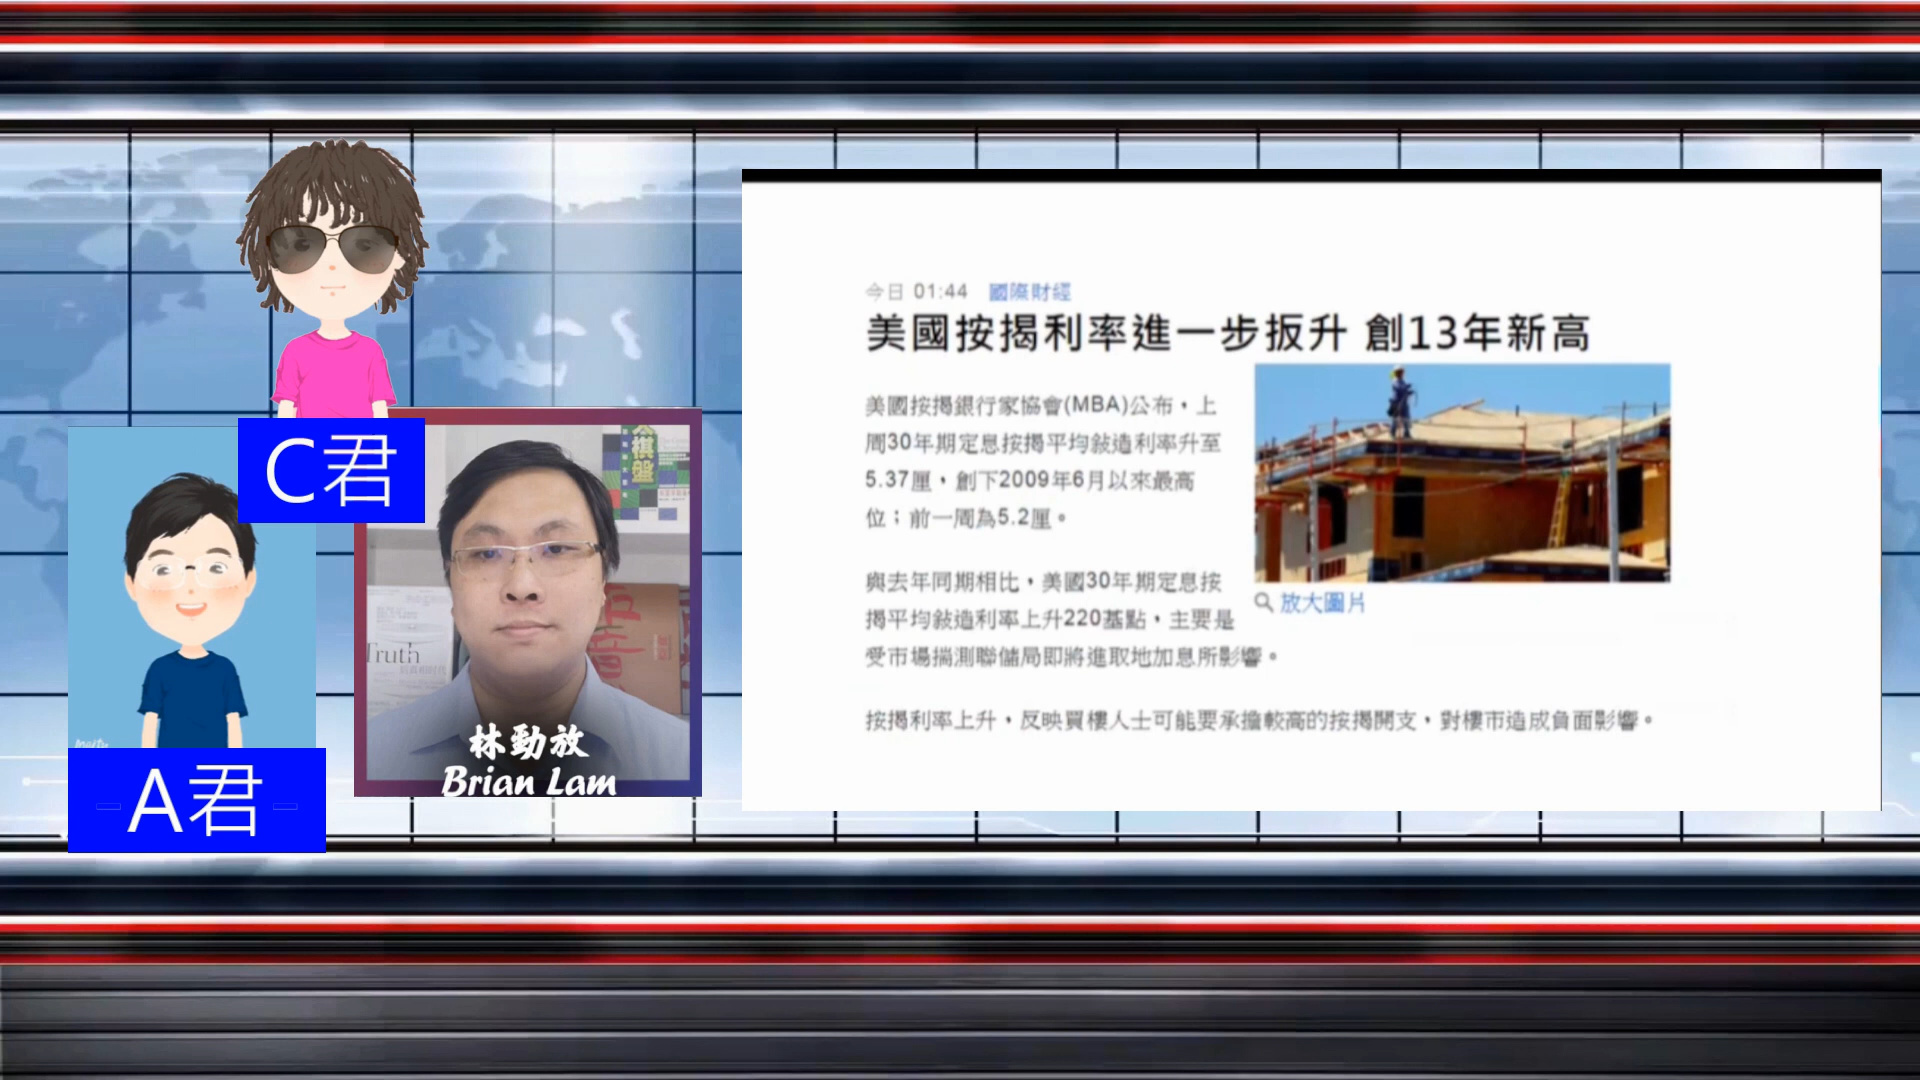 C君
A君
Truth
林勁放
Brian Lam
今日 01:44 國際財經
美國按揭利率進一步扳升 創13年新高
美國按揭銀行家協會(MBA)公布，上
周30年期定息按揭平均敍造利率升至
5.37厘，創下2009年6月以來最高
位；前一周為5.2厘。
放大圖片
與去年同期相比，美國30年期定息按
揭平均敍造利率上升220基點，主要是
受市場揣測聯儲局即將進取地加息所影響。
按揭利率上升，反映買樓人士可能要承擔較高的按揭開支，對樓市造成負面影響。